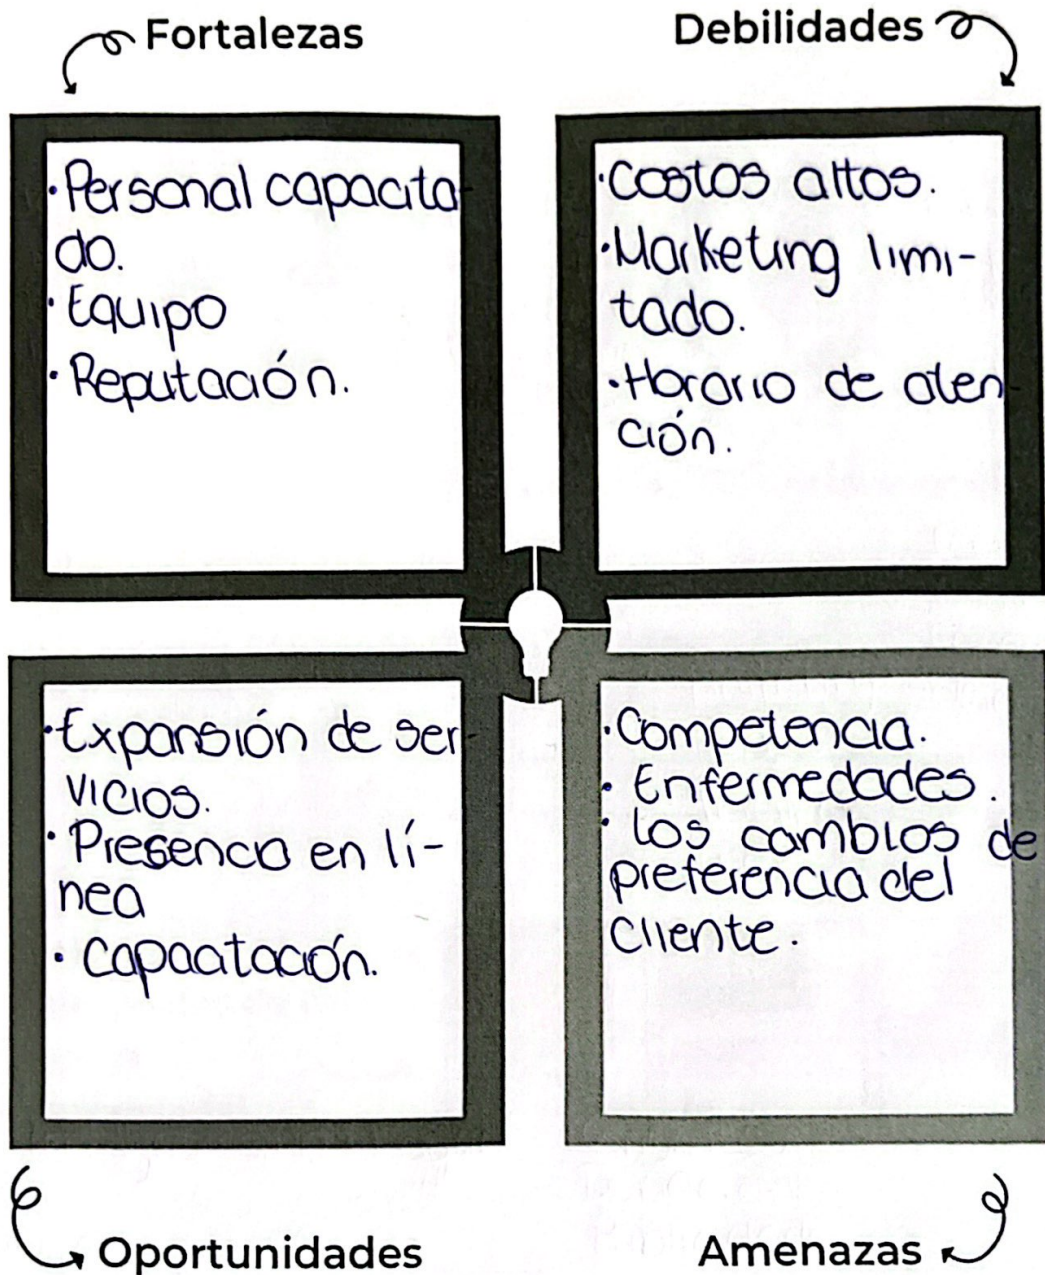 Fortalezas
·Personal capacita-
do.
·Equipo
·Reputación.
Debilidades
·Costos altos.
·Marketing limi-
tado.
·Horario de aten-
ción.
·Expansión de ser-
vicios.
·Presencia en lí-
nea
·Capacitación.
Oportunidades
·Competencia.
·Enfermedades.
·Los cambios de
preferencia del
cliente.
Amenazas